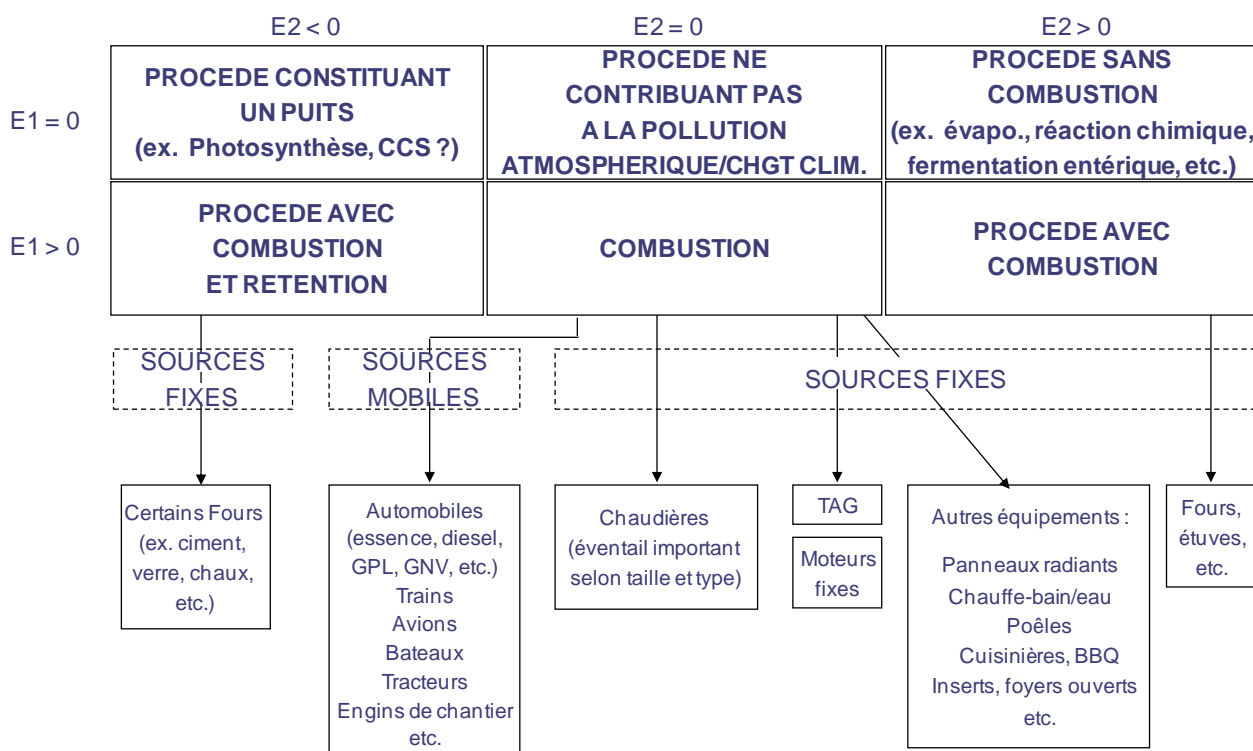 E2 < 0
E2 = 0
E2 > 0
E1 = 0
PROCEDE CONSTITUANT
UN PUITS
(ex. Photosynthèse, CCS ?)
PROCEDE NE
CONTRIBUANT PAS
A LA POLLUTION
ATMOSPHERIQUE/CHGT CLIM.
PROCEDE SANS
COMBUSTION
(ex. évapo., réaction chimique,
fermentation entérique, etc.)
E1 > 0
PROCEDE AVEC
COMBUSTION
ET RETENTION
COMBUSTION
PROCEDE AVEC
COMBUSTION
SOURCES
FIXES
SOURCES
MOBILES
SOURCES FIXES
Certains Fours
(ex. ciment,
verre, chaux,
etc.)
Automobiles
(essence, diesel,
GPL, GNV, etc.)
Trains
Avions
Bateaux
Tracteurs
Engins de chantier
etc.
Chaudières
(éventail important
selon taille et type)
TAG
Moteurs
fixes
Autres équipements :
Panneaux radiants
Chauffe-bain/eau
Poêles
Cuisinières, BBQ
Inserts, foyers ouverts
etc.
Fours,
étuves,
etc.